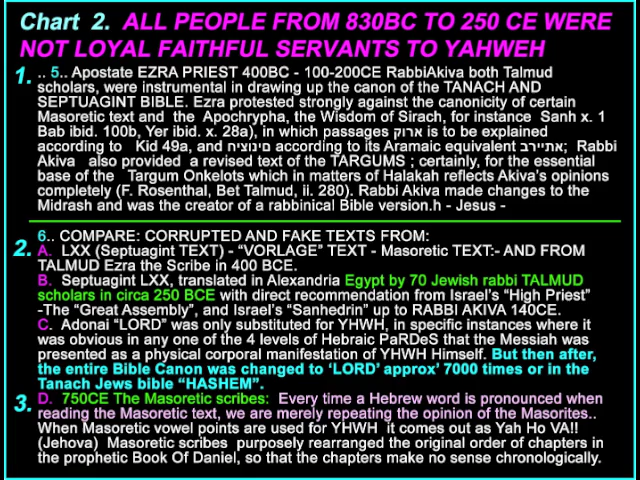 Chart 2. ALL PEOPLE FROM 830BC TO 250 CE WERE
NOT LOYAL FAITHFUL SERVANTS TO YAHWEH
1. .. 5.. Apostate EZRA PRIEST 400BC - 100-200CE RabbiAkiva both Talmud
scholars, were instrumental in drawing up the canon of the TANACH AND
SEPTUAGINT BIBLE. Ezra protested strongly against the canonicity of certain
Masoretic text and the Apochrypha, the Wisdom of Sirach, for instance Sanh x. 1
Bab ibid. 100b, Yer ibid. x. 28a), in which passages ארוק is to be explained
according to Kid 49a, and םינוציח according to its Aramaic equivalent אתיירב; Rabbi
Akiva also provided a revised text of the TARGUMS ; certainly, for the essential
base of the Targum Onkelots which in matters of Halakah reflects Akiva's opinions
completely (F. Rosenthal, Bet Talmud, ii. 280). Rabbi Akiva made changes to the
Midrash and was the creator of a rabbinical Bible version.h - Jesus -
6.. COMPARE: CORRUPTED AND FAKE TEXTS FROM:
2. A. LXX (Septuagint TEXT) - “VORLAGE” TEXT - Masoretic TEXT:- AND FROM
TALMUD Ezra the Scribe in 400 BCE.
B. Septuagint LXX, translated in Alexandria Egypt by 70 Jewish rabbi TALMUD
scholars in circa 250 BCE with direct recommendation from Israel's “High Priest”
-The “Great Assembly”, and Israel's “Sanhedrin” up to RABBI AKIVA 140CE.
C. Adonai “LORD” was only substituted for YHWH, in specific instances where it
was obvious in any one of the 4 levels of Hebraic PaRDeS that the Messiah was
presented as a physical corporal manifestation of YHWH Himself. But then after,
the entire Bible Canon was changed to ‘LORD’ approx’ 7000 times or in the
Tanach Jews bible “HASHEM”.
3. D. 750CE The Masoretic scribes: Every time a Hebrew word is pronounced when
reading the Masoretic text, we are merely repeating the opinion of the Masorites..
When Masoretic vowel points are used for YHWH it comes out as Yah Ho VA!!
(Jehova) Masoretic scribes purposely rearranged the original order of chapters in
the prophetic Book Of Daniel, so that the chapters make no sense chronologically.